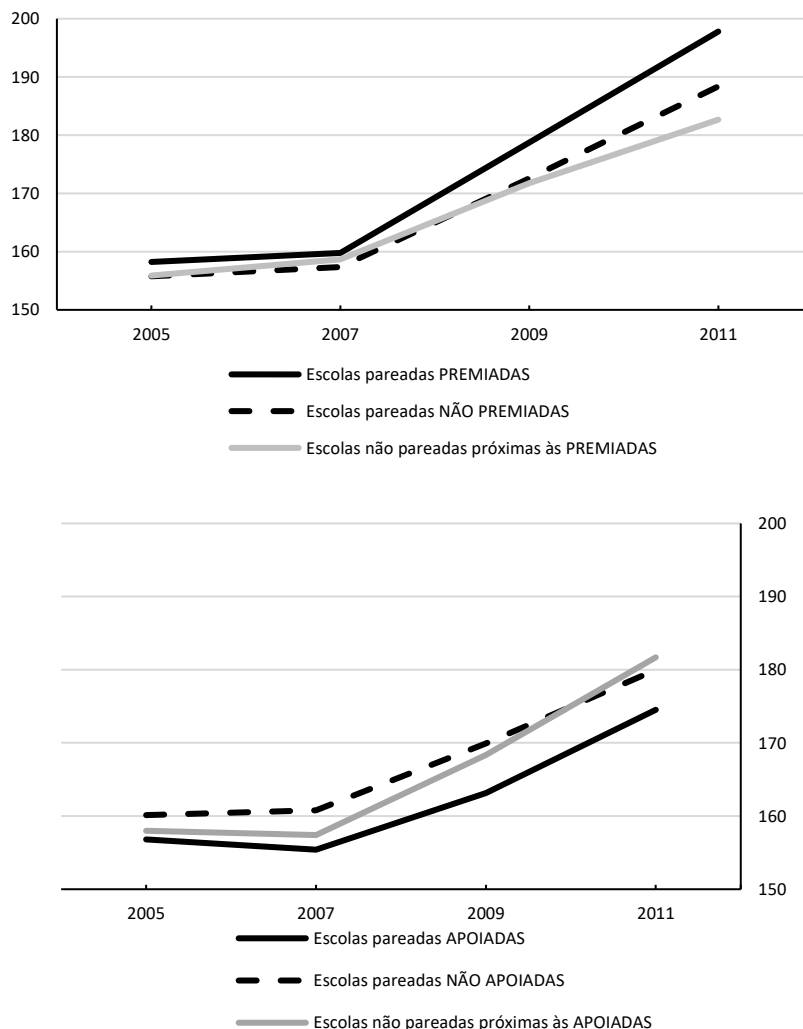 200
190
180
170
160
150
2005 2007 2009 2011
Escolas pareadas PREMIADAS
Escolas pareadas NÃO PREMIADAS
Escolas não pareadas próximas às PREMIADAS
200
190
180
170
160
150
2005 2007 2009 2011
Escolas pareadas APOIADAS
Escolas pareadas NÃO APOIADAS
Escolas não pareadas próximas às APOIADAS